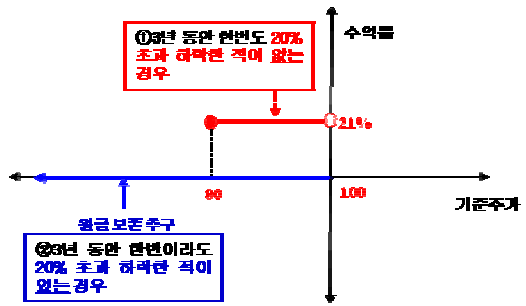 ①3년 동안 한번도 20%
초과 하락한 적이 없는
경우
수익률
21%
80
100
기준주가
원금 보존 추구
②3년 동안 한번이라도
20% 초과 하락한 적이
있는 경우